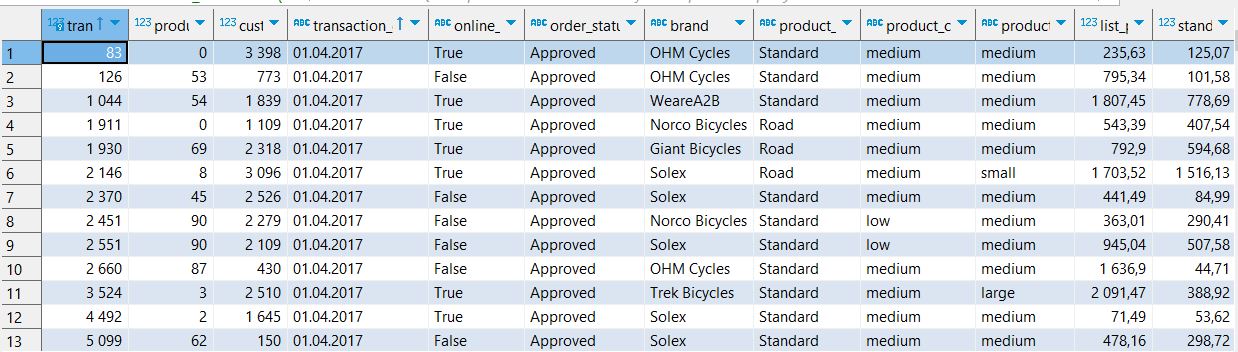 123 tran 123 produ 123 cust ABC transaction_ ABC online_ ABC order_statu ABC brand ABC product_ ABC product_c ABC product 123 list_p 123 stand
1 83 0 3 398 01.04.2017 True Approved OHM Cycles Standard medium medium 235,63 125,07
2 126 53 773 01.04.2017 False Approved OHM Cycles Standard medium medium 795,34 101,58
3 1 044 54 1 839 01.04.2017 True Approved WeareA2B Standard medium medium 1 807,45 778,69
4 1 911 0 1 109 01.04.2017 True Approved Norco Bicycles Road medium medium 543,39 407,54
5 1 930 69 2 318 01.04.2017 True Approved Giant Bicycles Road medium medium 792,9 594,68
6 2 146 8 3 096 01.04.2017 True Approved Solex Road medium small 1 703,52 1 516,13
7 2 370 45 2 526 01.04.2017 False Approved Solex Standard medium medium 441,49 84,99
8 2 451 90 2 279 01.04.2017 False Approved Norco Bicycles Standard low medium 363,01 290,41
9 2 551 90 2 109 01.04.2017 False Approved Solex Standard low medium 945,04 507,58
10 2 660 87 430 01.04.2017 False Approved OHM Cycles Standard medium medium 1 636,9 44,71
11 3 524 3 2 510 01.04.2017 True Approved Trek Bicycles Standard medium large 2 091,47 388,92
12 4 492 2 1 645 01.04.2017 True Approved Solex Standard medium medium 71,49 53,62
13 5 099 62 150 01.04.2017 False Approved Solex Standard medium medium 478,16 298,72